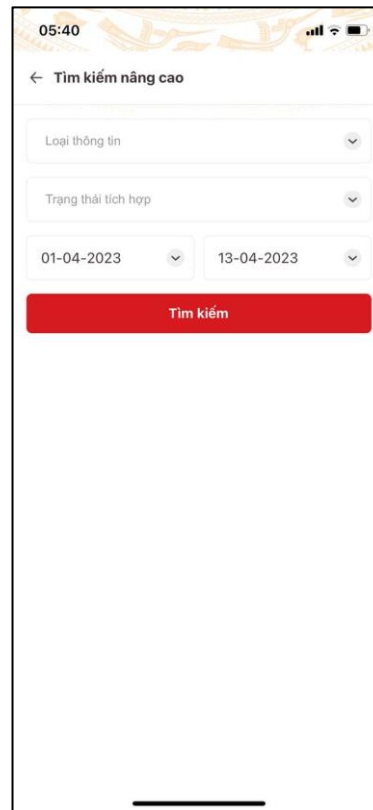 05:40
Tìm kiếm nâng cao
Loại thông tin
Trạng thái tích hợp
01-04-2023 13-04-2023
Tìm kiếm